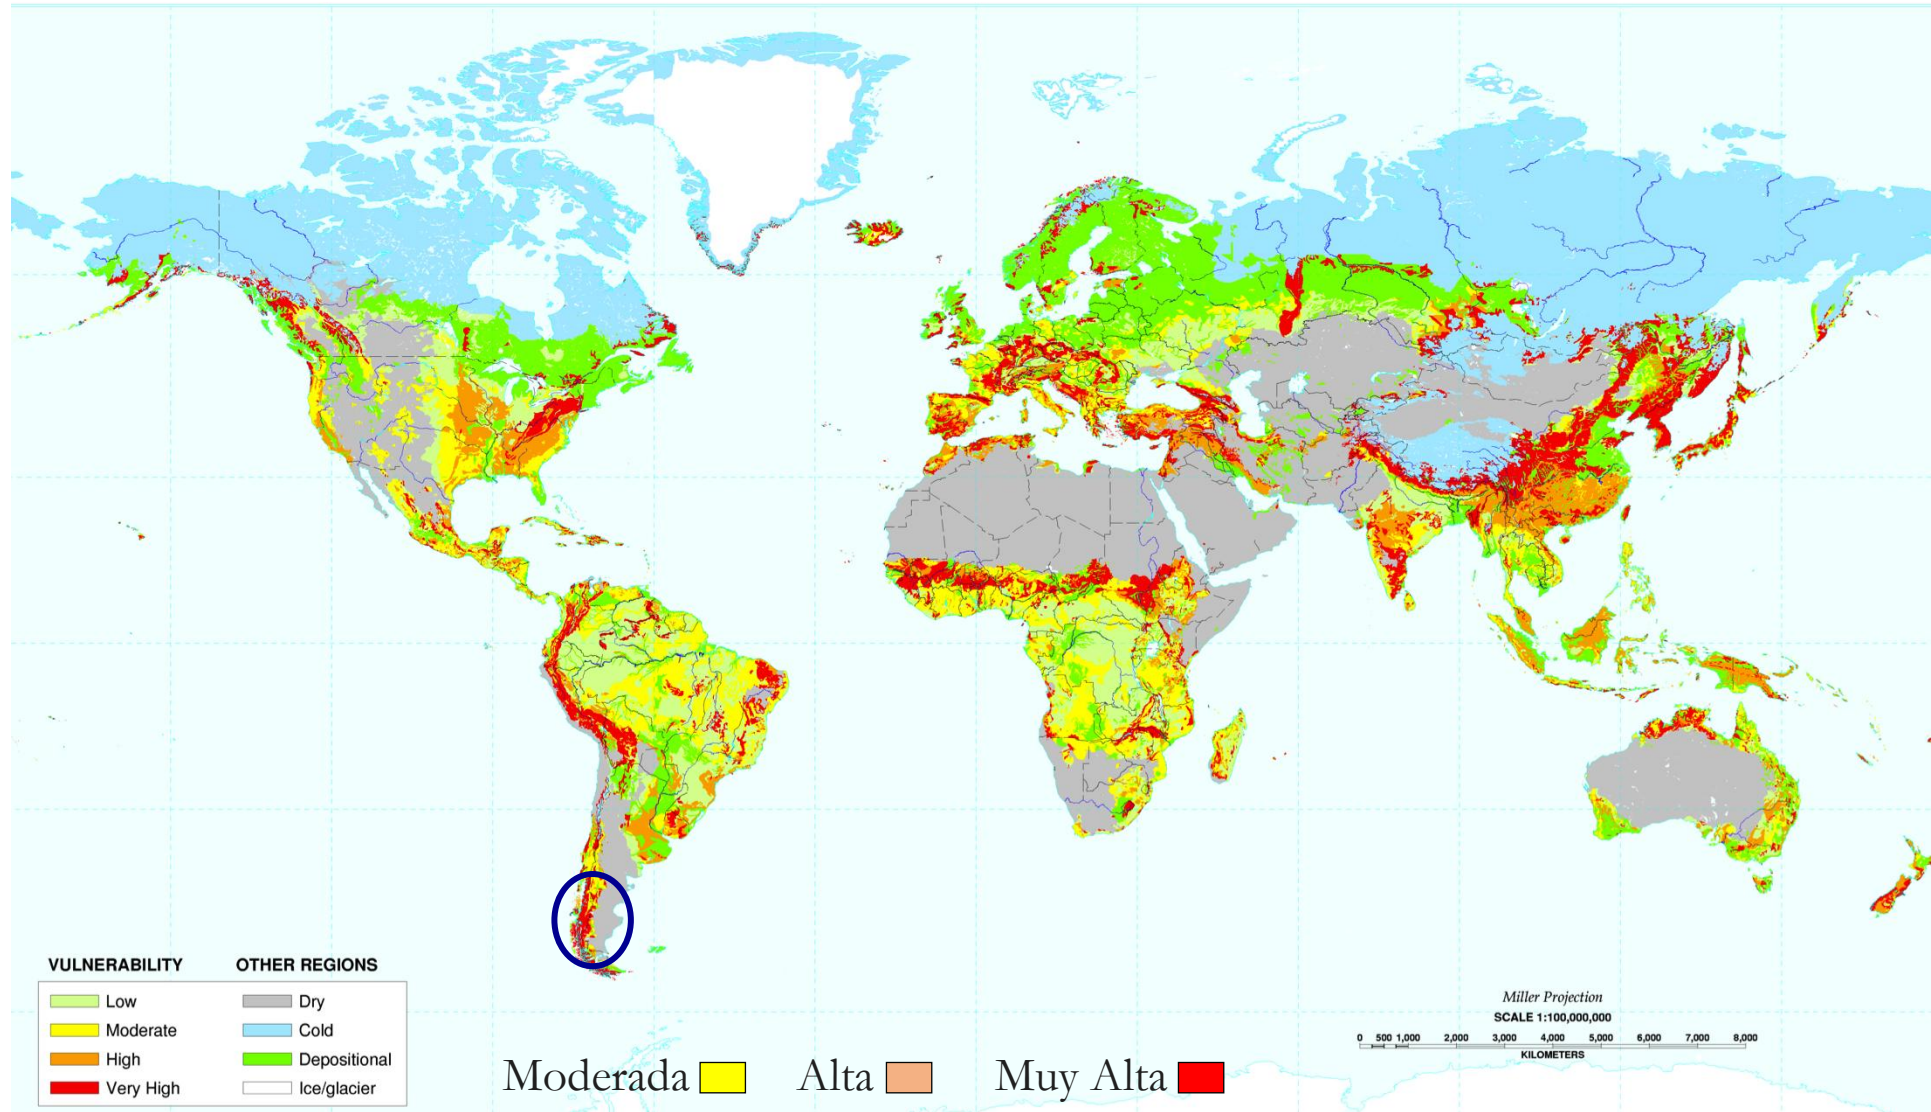 VULNERABILITY OTHER REGIONS
Low Dry
Moderate Cold
High Depositional
Very High Ice/glacier
Moderada Alta Muy Alta
Miller Projection
SCALE 1:100,000,000
0 500 1,000 2,000 3,000 4,000 5,000 6,000 7,000 8,000
KILOMETERS